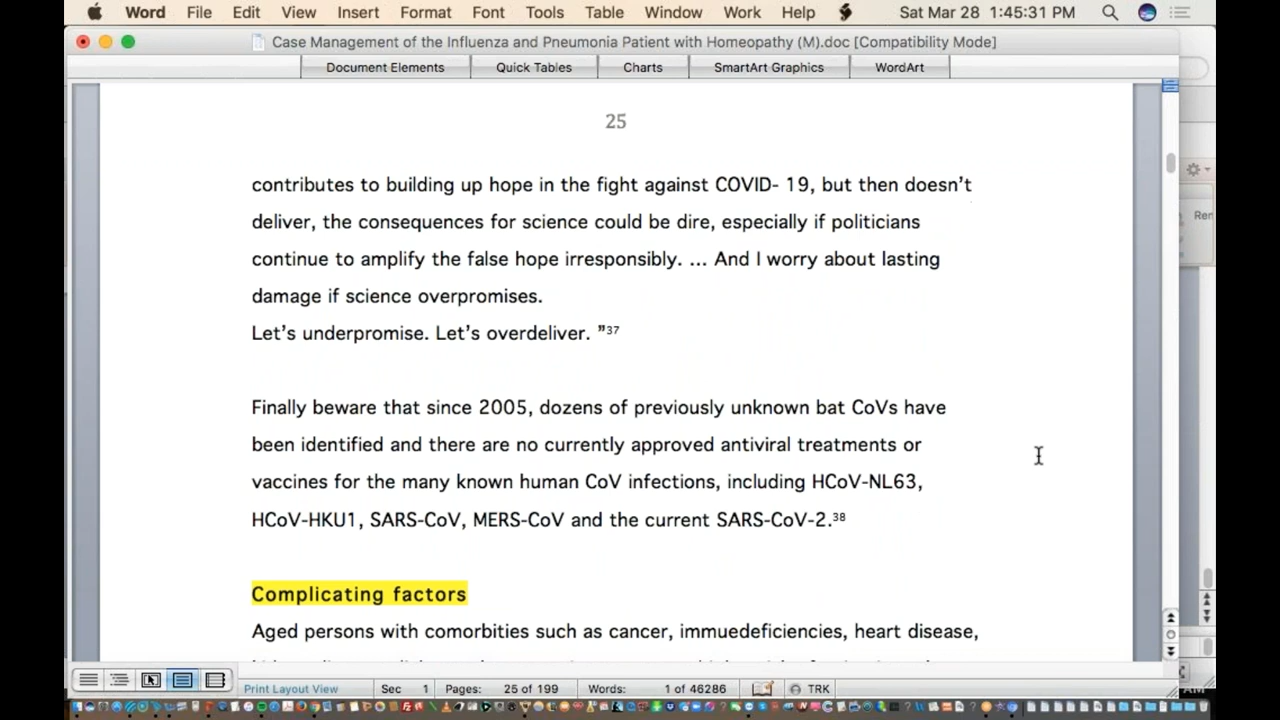 Word File Edit View Insert Format Font Tools Table Window Work Help Sat Mar 28 1:45:31 PM
Case Management of the Influenza and Pneumonia Patient with Homeopathy (M).doc [Compatibility Mode]
Document Elements Quick Tables Charts SmartArt Graphics WordArt
25
contributes to building up hope in the fight against COVID- 19, but then doesn’t
deliver, the consequences for science could be dire, especially if politicians
continue to amplify the false hope irresponsibly. ... And I worry about lasting
damage if science overpromises.
Let’s underpromise. Let’s overdeliver. ”37
Finally beware that since 2005, dozens of previously unknown bat CoVs have
been identified and there are no currently approved antiviral treatments or
vaccines for the many known human CoV infections, including HCoV-NL63,
HCoV-HKU1, SARS-CoV, MERS-CoV and the current SARS-CoV-2.38
Complicating factors
Aged persons with comorbities such as cancer, immuedeficiencies, heart disease,
Print Layout View Sec 1 Pages: 25 of 199 Words: 1 of 46286 TRK